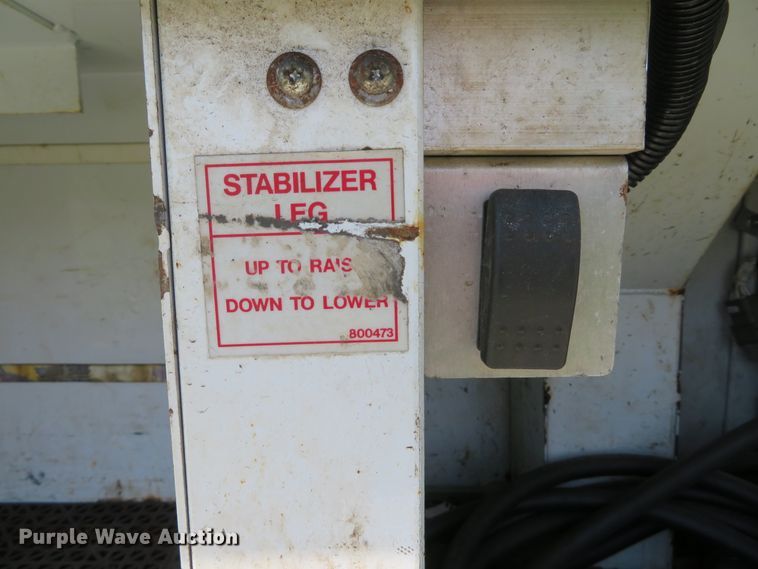 STABILIZER
LEG
UP TO RAIS
DOWN TO LOWER
800473
Purple Wave Auction